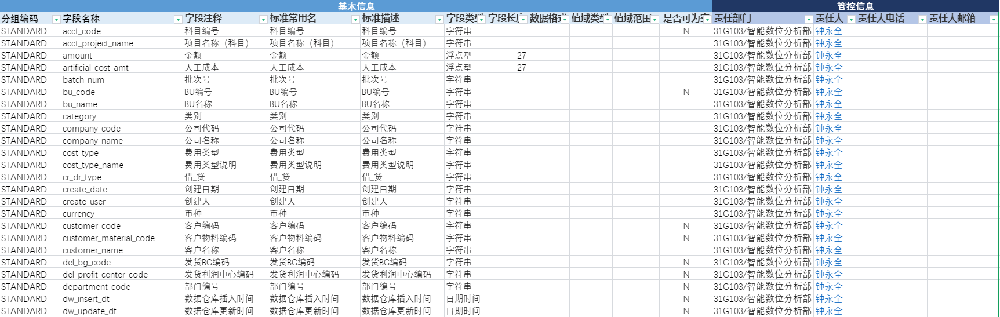 基本信息 管控信息
分组编码 字段名称 字段注释 标准常用名 标准描述 字段类型 字段长度 数据格式 值域类型 值域范围 是否可为空 责任部门 责任人 责任人电话 责任人邮箱
STANDARD acct_code 科目编号 科目编号 科目编号 字符串 N 31G103/智能数位分析部 钟永全
STANDARD acct_project_name 项目名称（科目） 项目名称（科目） 项目名称（科目） 字符串 31G103/智能数位分析部 钟永全
STANDARD amount 金额 金额 金额 浮点型 27 31G103/智能数位分析部 钟永全
STANDARD artificial_cost_amt 人工成本 人工成本 人工成本 浮点型 27 31G103/智能数位分析部 钟永全
STANDARD batch_num 批次号 批次号 批次号 字符串 31G103/智能数位分析部 钟永全
STANDARD bu_code BU编号 BU编号 BU编号 字符串 N 31G103/智能数位分析部 钟永全
STANDARD bu_name BU名称 BU名称 BU名称 字符串 31G103/智能数位分析部 钟永全
STANDARD category 类别 类别 类别 字符串 31G103/智能数位分析部 钟永全
STANDARD company_code 公司代码 公司代码 公司代码 字符串 31G103/智能数位分析部 钟永全
STANDARD company_name 公司名称 公司名称 公司名称 字符串 31G103/智能数位分析部 钟永全
STANDARD cost_type 费用类型 费用类型 费用类型 字符串 31G103/智能数位分析部 钟永全
STANDARD cost_type_name 费用类型说明 费用类型说明 费用类型说明 字符串 31G103/智能数位分析部 钟永全
STANDARD cr_dr_type 借_贷 借_贷 借_贷 字符串 31G103/智能数位分析部 钟永全
STANDARD create_date 创建日期 创建日期 创建日期 字符串 31G103/智能数位分析部 钟永全
STANDARD create_user 创建人 创建人 创建人 字符串 31G103/智能数位分析部 钟永全
STANDARD currency 币种 币种 币种 字符串 31G103/智能数位分析部 钟永全
STANDARD customer_code 客户编码 客户编码 客户编码 字符串 N 31G103/智能数位分析部 钟永全
STANDARD customer_material_code 客户物料编码 客户物料编码 客户物料编码 字符串 N 31G103/智能数位分析部 钟永全
STANDARD customer_name 客户名称 客户名称 客户名称 字符串 31G103/智能数位分析部 钟永全
STANDARD del_bg_code 发货BG编码 发货BG编码 发货BG编码 字符串 N 31G103/智能数位分析部 钟永全
STANDARD del_profit_center_code 发货利润中心编码 发货利润中心编码 发货利润中心编码 字符串 N 31G103/智能数位分析部 钟永全
STANDARD department_code 部门编号 部门编号 部门编号 字符串 N 31G103/智能数位分析部 钟永全
STANDARD dw_insert_dt 数据仓库插入时间 数据仓库插入时间 数据仓库插入时间 日期时间 N 31G103/智能数位分析部 钟永全
STANDARD dw_update_dt 数据仓库更新时间 数据仓库更新时间 数据仓库更新时间 日期时间 N 31G103/智能数位分析部 钟永全